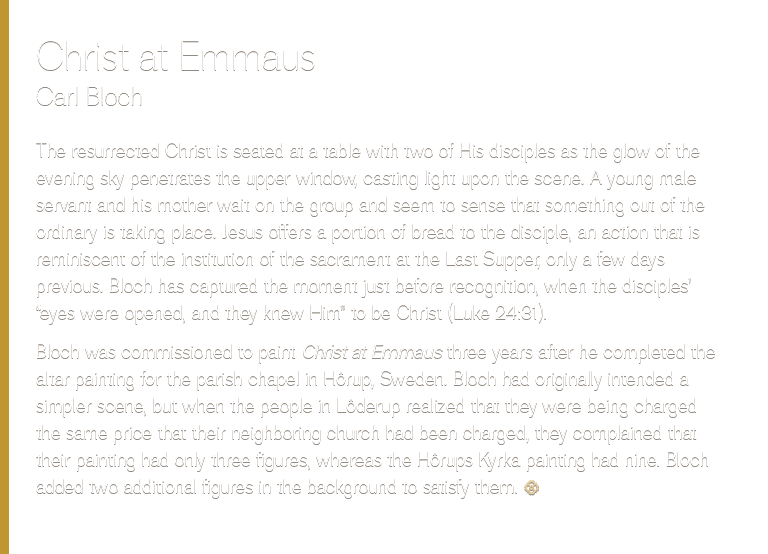 Christ at Emmaus
Carl Bloch
The resurrected Christ is seated at a table with two of His disciples as the glow of the
evening sky penetrates the upper window, casting light upon the scene. A young male
servant and his mother wait on the group and seem to sense that something out of the
ordinary is taking place. Jesus offers a portion of bread to the disciple, an action that is
reminiscent of the institution of the sacrament at the Last Supper, only a few days
previous. Bloch has captured the moment just before recognition, when the disciples’
“eyes were opened, and they knew Him” to be Christ (Luke 24:31).
Bloch was commissioned to paint Christ at Emmaus three years after he completed the
altar painting for the parish chapel in Hörup, Sweden. Bloch had originally intended a
simpler scene, but when the people in Löderup realized that they were being charged
the same price that their neighboring church had been charged, they complained that
their painting had only three figures, whereas the Hörups Kyrka painting had nine. Bloch
added two additional figures in the background to satisfy them.